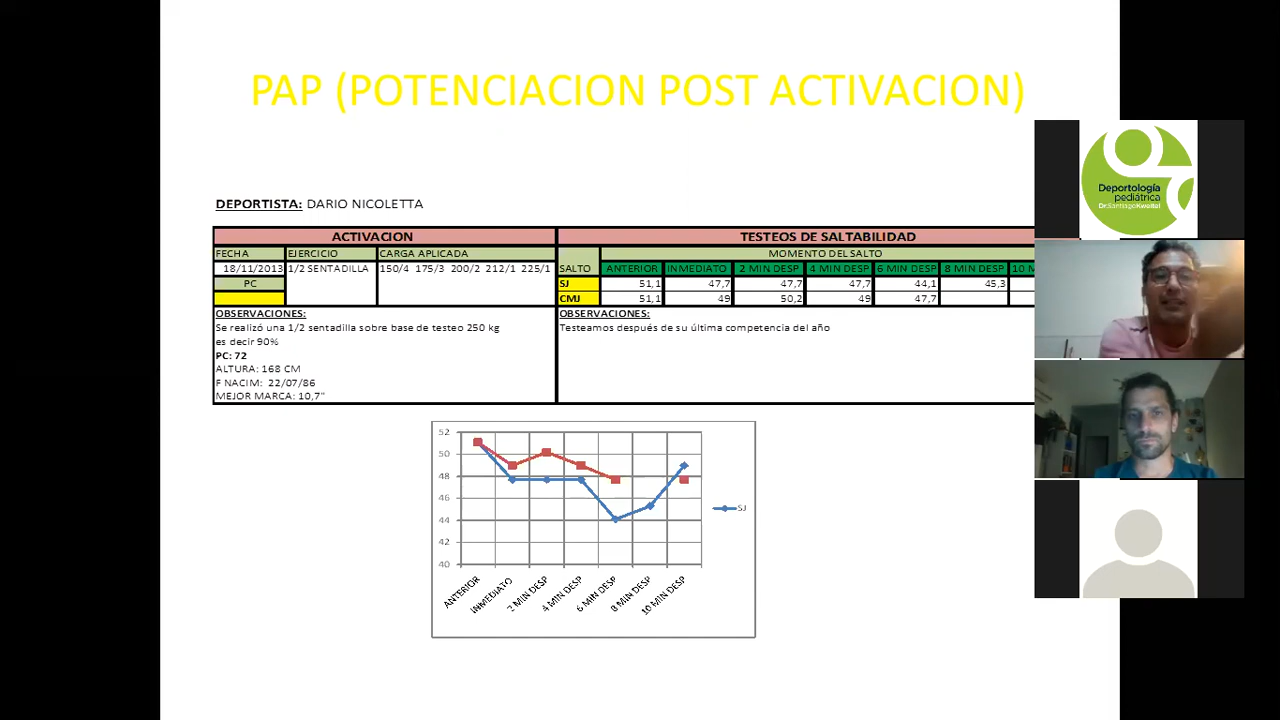 PAP (POTENCIACION POST ACTIVACION)
DEPORTISTA: DARIO NICOLETTA
ACTIVACION TESTEOS DE SALTABILIDAD
FECHA EJERCICIO CARGA APLICADA SALTO MOMENTO DEL SALTO
ANTERIOR INMEDIATO 2 MIN DESP 4 MIN DESP 6 MIN DESP 8 MIN DESP 10 M
18/11/2013 1/2 SENTADILLA 150/4 175/3 200/2 212/1 225/1
PC SJ 51,1 47,7 47,7 47,7 44,1 45,3
CMJ 51,1 49 50,2 49 47,7
OBSERVACIONES:
Se realizó una 1/2 sentadilla sobre base de testeo 250 kg
es decir 90%
PC: 72
ALTURA: 168 CM
F NACIM: 22/07/86
MEJOR MARCA: 10,7"
OBSERVACIONES:
Testeamos después de su última competencia del año
52
50
48
46
44
42
40
ANTERIOR
INMEDIATO
2 MIN DESP
4 MIN DESP
6 MIN DESP
8 MIN DESP
10 MIN DESP
SJ
Deportología
pediátrica
Dr.Santiago Kweitel